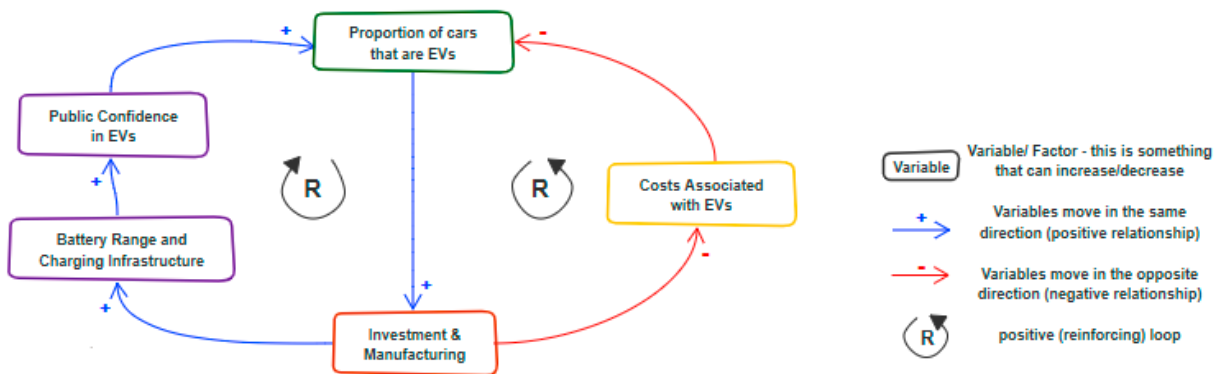 +
Proportion of cars
that are EVs
-
Public Confidence
in EVs
R
R
Costs Associated
with EVs
+
Battery Range and
Charging Infrastructure
-
+
+
Investment &
Manufacturing
Variable
Variable/ Factor - this is something
that can increase/decrease
+
Variables move in the same
direction (positive relationship)
-
Variables move in the opposite
direction (negative relationship)
R
positive (reinforcing) loop